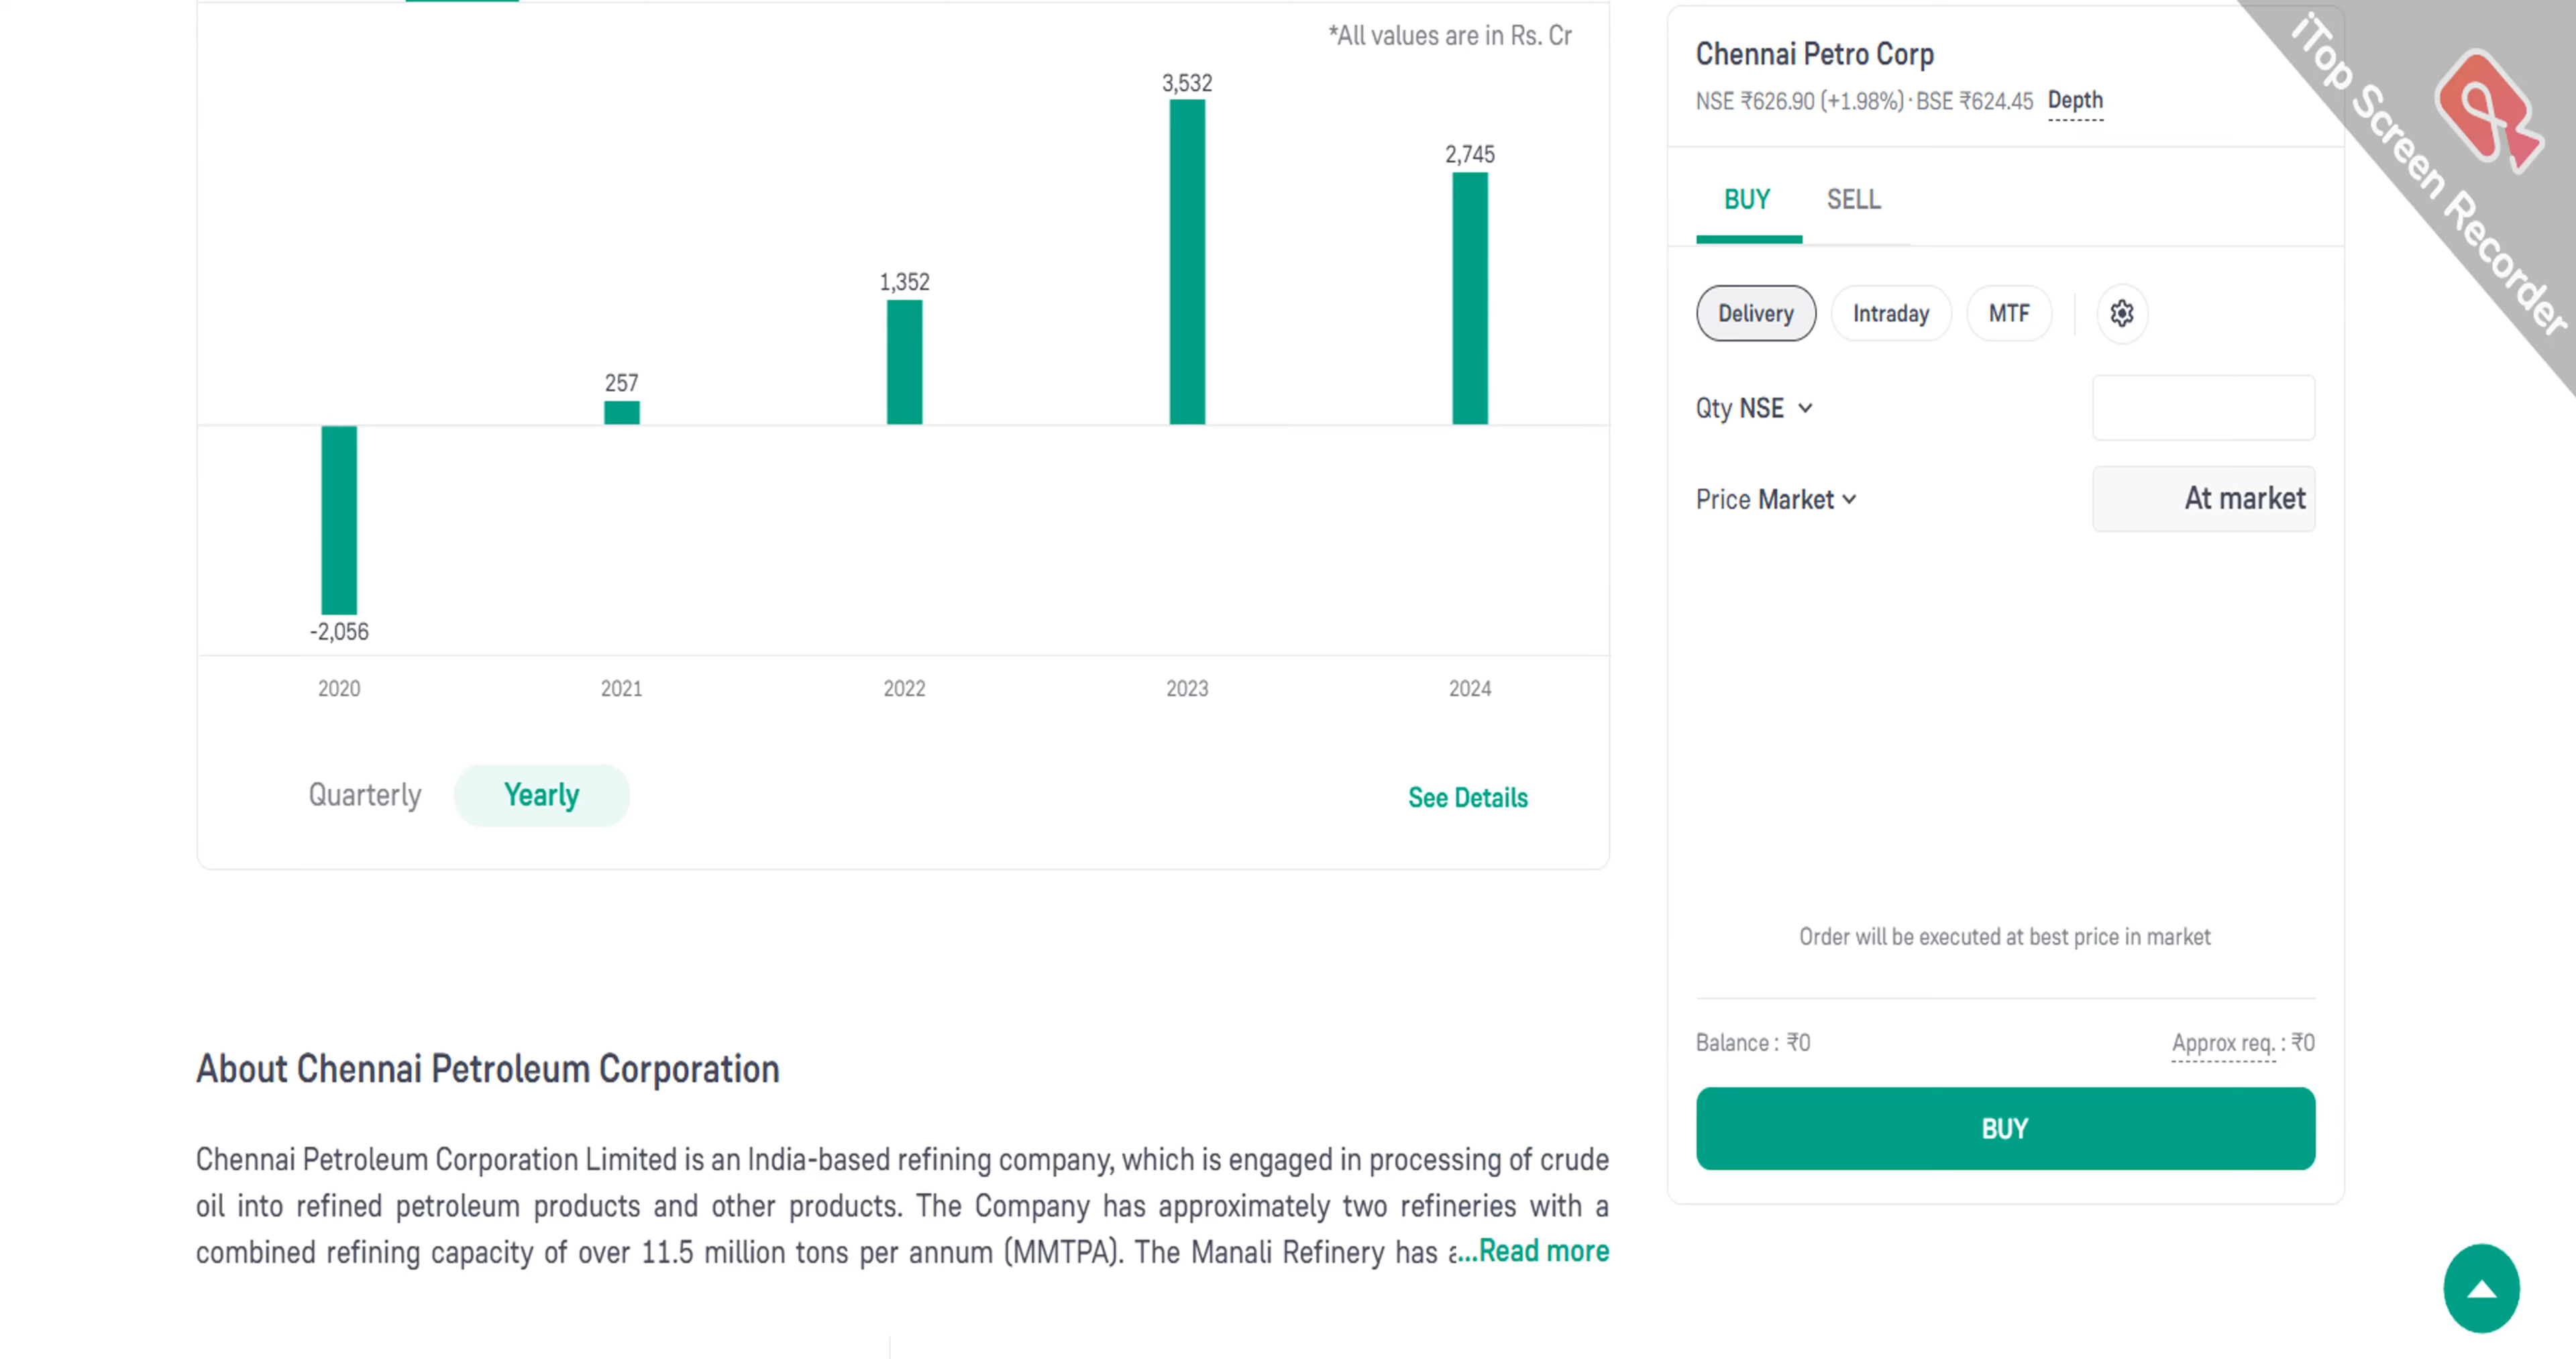 *All values are in Rs. Cr
3,532
2,745
1,352
257
-2,056
2020 2021 2022 2023 2024
Quarterly Yearly See Details
About Chennai Petroleum Corporation
Chennai Petroleum Corporation Limited is an India-based refining company, which is engaged in processing of crude
oil into refined petroleum products and other products. The Company has approximately two refineries with a
combined refining capacity of over 11.5 million tons per annum (MMTPA). The Manali Refinery has a...Read more
Chennai Petro Corp
NSE ₹626.90 (+1.98%) · BSE ₹624.45 Depth
BUY SELL
Delivery Intraday MTF
Qty NSE
Price Market At market
Order will be executed at best price in market
Balance : ₹0 Approx req. : ₹0
BUY
iTop Screen Recorder